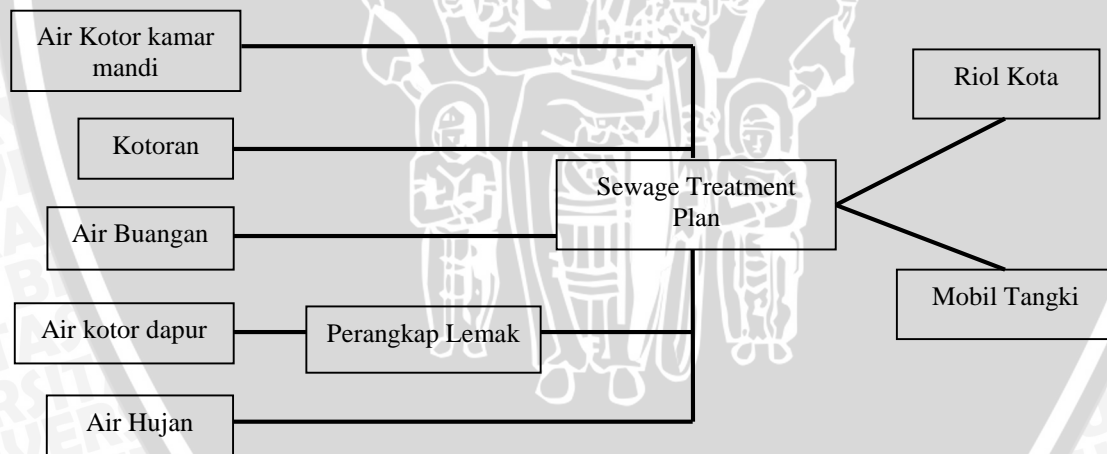 Air Kotor kamar
mandi
Kotoran
Air Buangan
Air kotor dapur
Perangkap Lemak
Air Hujan
Sewage Treatment
Plan
Riol Kota
Mobil Tangki